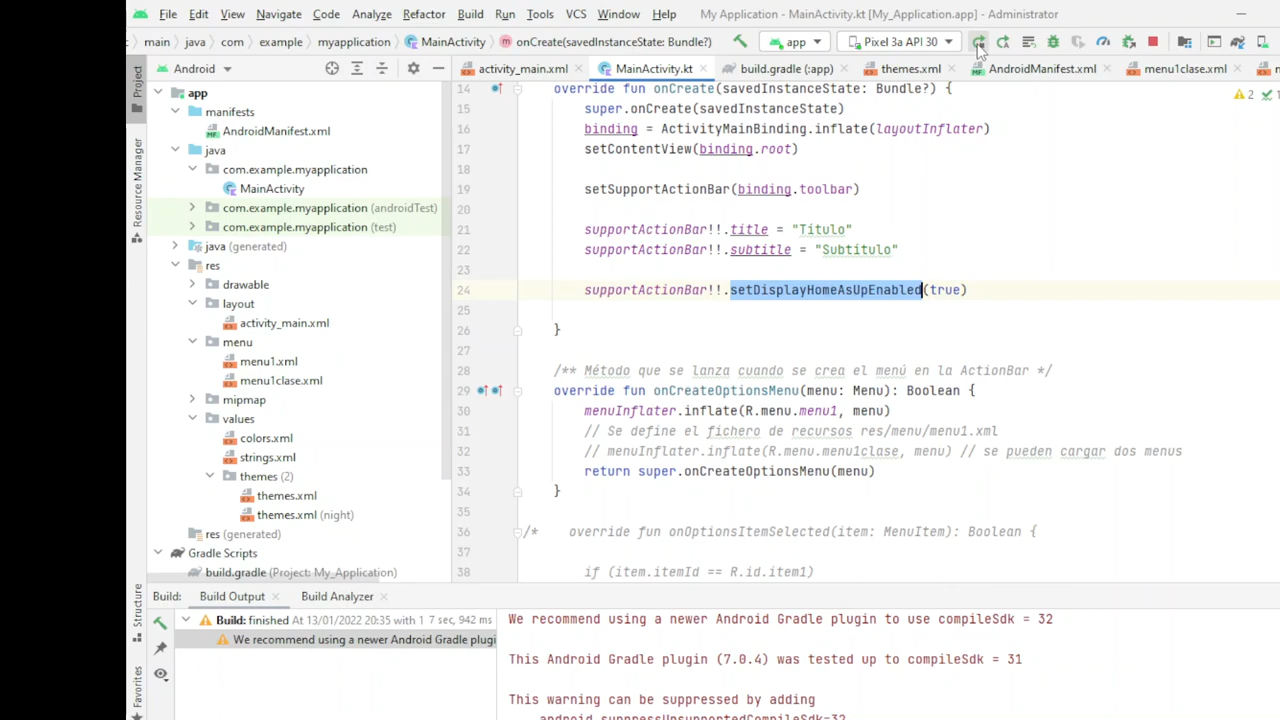 File Edit View Navigate Code Analyze Refactor Build Run Tools VCS Window Help My Application - MainActivity.kt [My_Application.app] - Administrator
main java com example myapplication MainActivity onCreate(savedInstanceState: Bundle?) app Pixel 3a API 30
Project
Android
activity_main.xml MainActivity.kt build.gradle (:app) themes.xml AndroidManifest.xml menu1clase.xml
app
manifests
AndroidManifest.xml
java
com.example.myapplication
MainActivity
com.example.myapplication (androidTest)
com.example.myapplication (test)
java (generated)
res
drawable
layout
activity_main.xml
menu
menu1.xml
menu1clase.xml
mipmap
values
colors.xml
strings.xml
themes (2)
themes.xml
themes.xml (night)
res (generated)
Gradle Scripts
build.gradle (Project: My_Application)
Resource Manager
Structure
Favorites
2 1
14 override fun onCreate(savedInstanceState: Bundle?) {
15 super.onCreate(savedInstanceState)
16 binding = ActivityMainBinding.inflate(layoutInflater)
17 setContentView(binding.root)
18
19 setSupportActionBar(binding.toolbar)
20
21 supportActionBar!!.title = "Titulo"
22 supportActionBar!!.subtitle = "Subtitulo"
23
24 supportActionBar!!.setDisplayHomeAsUpEnabled(true)
25
26 }
27
28 /** Método que se lanza cuando se crea el menú en la ActionBar */
29 override fun onCreateOptionsMenu(menu: Menu): Boolean {
30 menuInflater.inflate(R.menu.menu1, menu)
31 // Se define el fichero de recursos res/menu/menu1.xml
32 // menuInflater.inflate(R.menu.menu1clase, menu) // se pueden cargar dos menus
33 return super.onCreateOptionsMenu(menu)
34 }
35
36 /* override fun onOptionsItemSelected(item: MenuItem): Boolean {
37
38 if (item.itemId == R.id.item1)
Build: Build Output Build Analyzer
Build: finished At 13/01/2022 20:35 with 1 7 sec, 942 ms
We recommend using a newer Android Gradle plugi
We recommend using a newer Android Gradle plugin to use compileSdk = 32
This Android Gradle plugin (7.0.4) was tested up to compileSdk = 31
This warning can be suppressed by adding
android.suppressUnsupportedCompileSdk=32